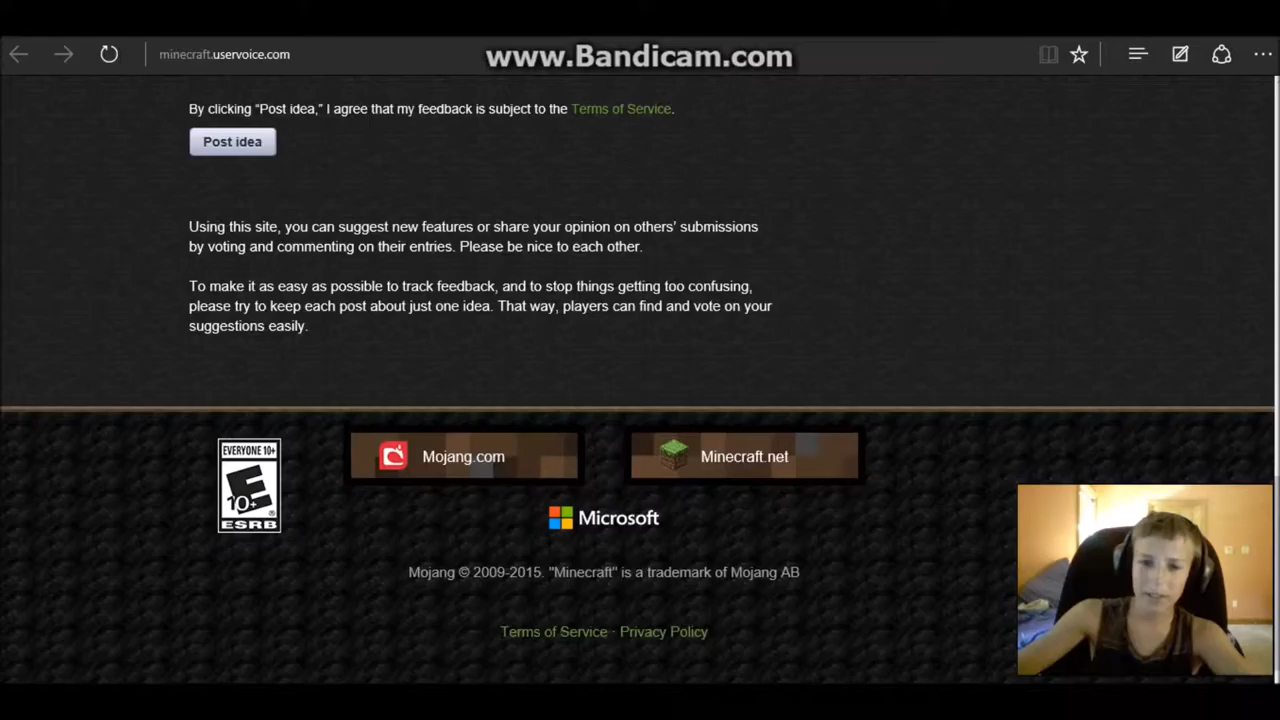 minecraft.uservoice.com
www.Bandicam.com
By clicking “Post idea,” I agree that my feedback is subject to the Terms of Service.
Post idea
Using this site, you can suggest new features or share your opinion on others' submissions
by voting and commenting on their entries. Please be nice to each other.
To make it as easy as possible to track feedback, and to stop things getting too confusing,
please try to keep each post about just one idea. That way, players can find and vote on your
suggestions easily.
EVERYONE 10+
E
10+
ESRB
Mojang.com
Minecraft.net
Microsoft
Mojang © 2009-2015. "Minecraft" is a trademark of Mojang AB
Terms of Service · Privacy Policy